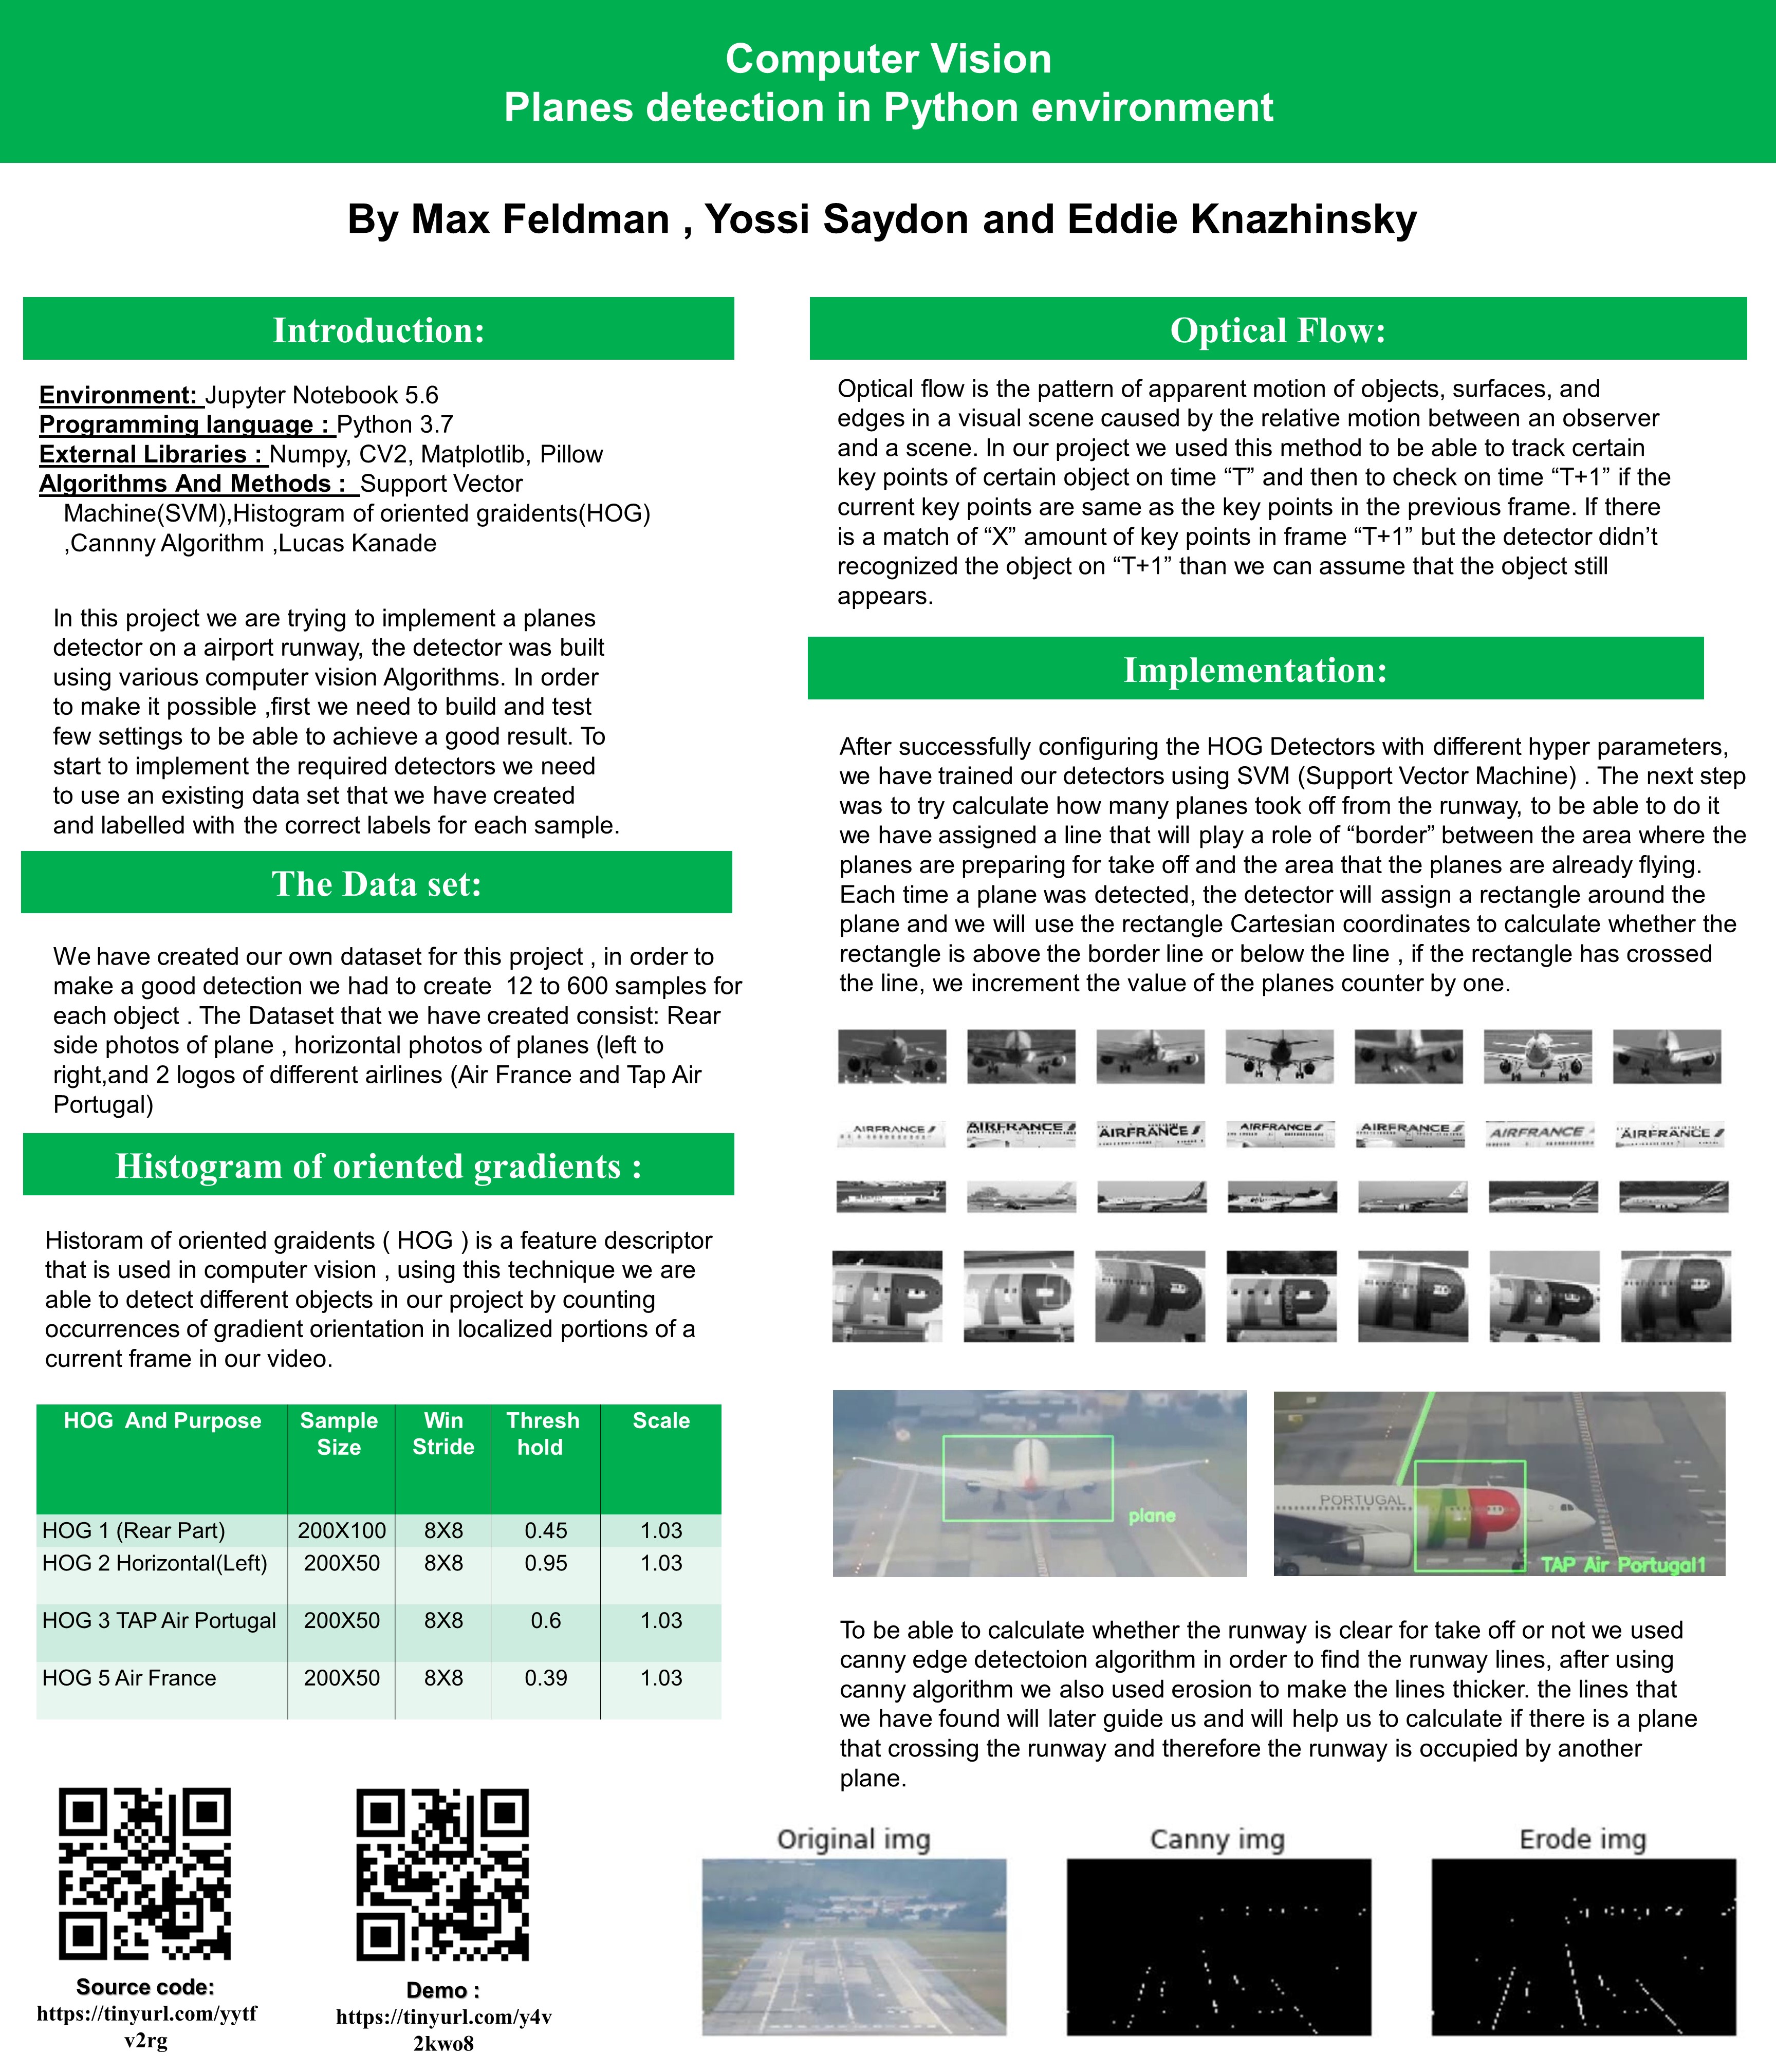 Computer Vision
Planes detection in Python environment
By Max Feldman , Yossi Saydon and Eddie Knazhinsky
Introduction:
Environment: Jupyter Notebook 5.6
Programming language : Python 3.7
External Libraries : Numpy, CV2, Matplotlib, Pillow
Algorithms And Methods : Support Vector
Machine(SVM),Histogram of oriented graidents(HOG)
,Cannny Algorithm ,Lucas Kanade
In this project we are trying to implement a planes
detector on a airport runway, the detector was built
using various computer vision Algorithms. In order
to make it possible ,first we need to build and test
few settings to be able to achieve a good result. To
start to implement the required detectors we need
to use an existing data set that we have created
and labelled with the correct labels for each sample.
The Data set:
We have created our own dataset for this project , in order to
make a good detection we had to create 12 to 600 samples for
each object . The Dataset that we have created consist: Rear
side photos of plane , horizontal photos of planes (left to
right,and 2 logos of different airlines (Air France and Tap Air
Portugal)
Histogram of oriented gradients :
Historam of oriented graidents ( HOG ) is a feature descriptor
that is used in computer vision , using this technique we are
able to detect different objects in our project by counting
occurrences of gradient orientation in localized portions of a
current frame in our video.
HOG And Purpose Sample Size Win Stride Thresh hold Scale
HOG 1 (Rear Part) 200X100 8X8 0.45 1.03
HOG 2 Horizontal(Left) 200X50 8X8 0.95 1.03
HOG 3 TAP Air Portugal 200X50 8X8 0.6 1.03
HOG 5 Air France 200X50 8X8 0.39 1.03
Source code:
https://tinyurl.com/yytf
v2rg
Demo :
https://tinyurl.com/y4v
2kwo8
Optical Flow:
Optical flow is the pattern of apparent motion of objects, surfaces, and
edges in a visual scene caused by the relative motion between an observer
and a scene. In our project we used this method to be able to track certain
key points of certain object on time “T” and then to check on time “T+1” if the
current key points are same as the key points in the previous frame. If there
is a match of “X” amount of key points in frame “T+1” but the detector didn’t
recognized the object on “T+1” than we can assume that the object still
appears.
Implementation:
After successfully configuring the HOG Detectors with different hyper parameters,
we have trained our detectors using SVM (Support Vector Machine) . The next step
was to try calculate how many planes took off from the runway, to be able to do it
we have assigned a line that will play a role of “border” between the area where the
planes are preparing for take off and the area that the planes are already flying.
Each time a plane was detected, the detector will assign a rectangle around the
plane and we will use the rectangle Cartesian coordinates to calculate whether the
rectangle is above the border line or below the line , if the rectangle has crossed
the line, we increment the value of the planes counter by one.
AIRFRANCE AIRFRANCE AIRFRANCE AIRFRANCE AIRFRANCE AIRFRANCE AIRFRANCE
plane
PORTUGAL
TAP Air Portugal1
To be able to calculate whether the runway is clear for take off or not we used
canny edge detectoion algorithm in order to find the runway lines, after using
canny algorithm we also used erosion to make the lines thicker. the lines that
we have found will later guide us and will help us to calculate if there is a plane
that crossing the runway and therefore the runway is occupied by another
plane.
Original img
Canny img
Erode img